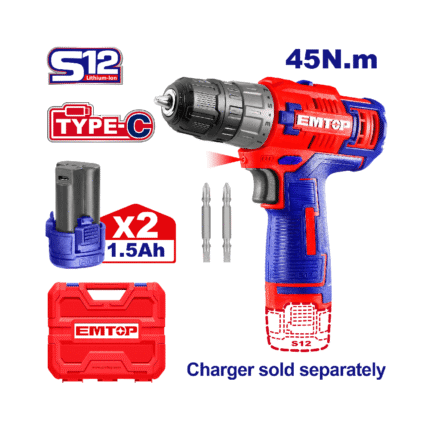 S12
Lithium-Ion
45N.m
TYPE-C
EMTOP
X2
1.5Ah
EMTOP
S12
Charger sold separately